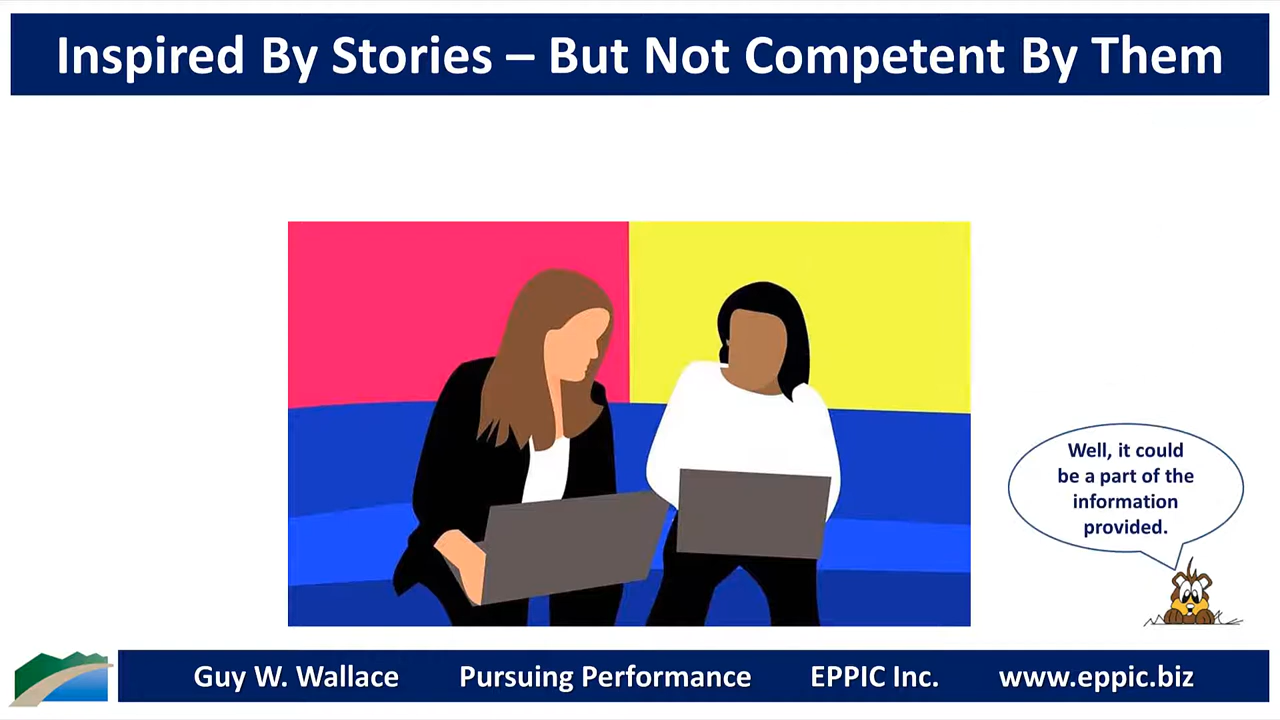 Inspired By Stories – But Not Competent By Them
Well, it could
be a part of the
information
provided.
Guy W. Wallace Pursuing Performance EPPIC Inc. www.eppic.biz